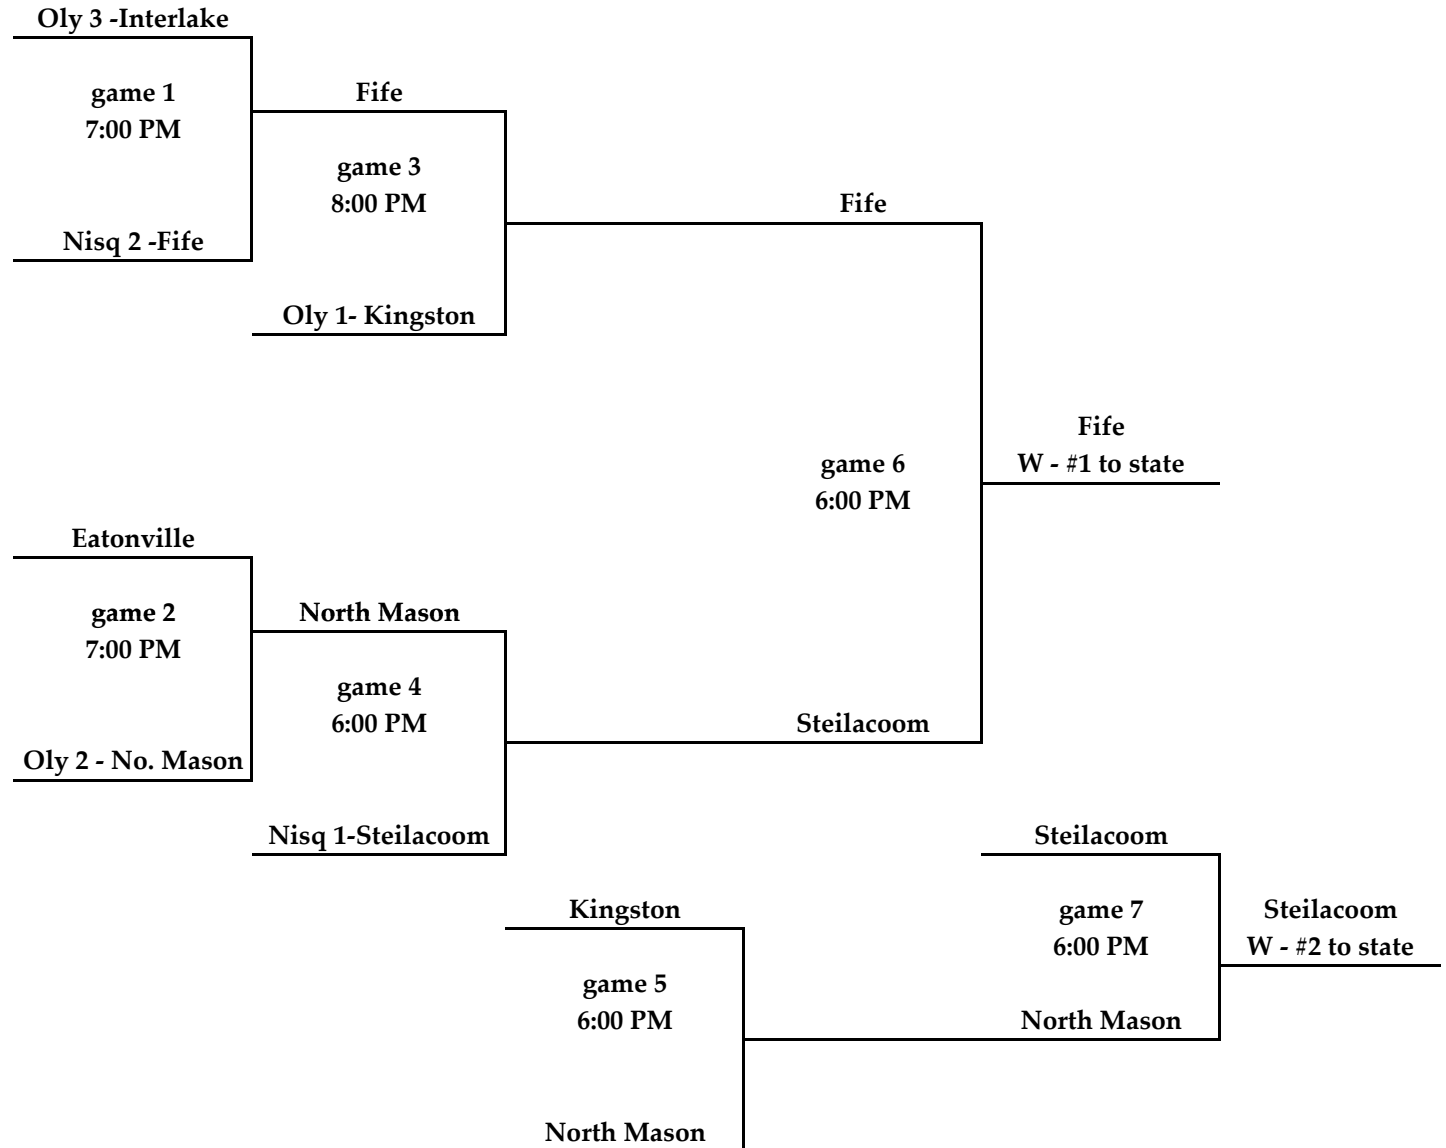 Oly 3 -Interlake
game 1
7:00 PM
Nisq 2 -Fife
Fife
game 3
8:00 PM
Oly 1- Kingston
Fife
Eatonville
game 2
7:00 PM
Oly 2 - No. Mason
North Mason
game 4
6:00 PM
Nisq 1-Steilacoom
Steilacoom
game 6
6:00 PM
Fife
W - #1 to state
Kingston
game 5
6:00 PM
North Mason
Steilacoom
game 7
6:00 PM
North Mason
Steilacoom
W - #2 to state